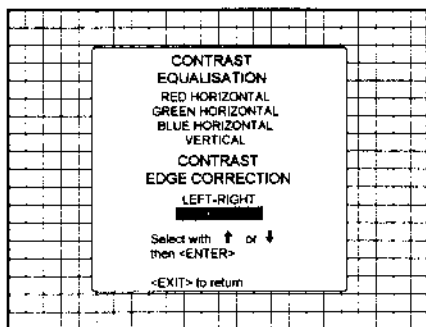 CONTRAST
EQUALISATION
RED HORIZONTAL
GREEN HORIZONTAL
BLUE HORIZONTAL
VERTICAL
CONTRAST
EDGE CORRECTION
LEFT-RIGHT
Select with ↑ or ↓
then <ENTER>
<EXIT> to return